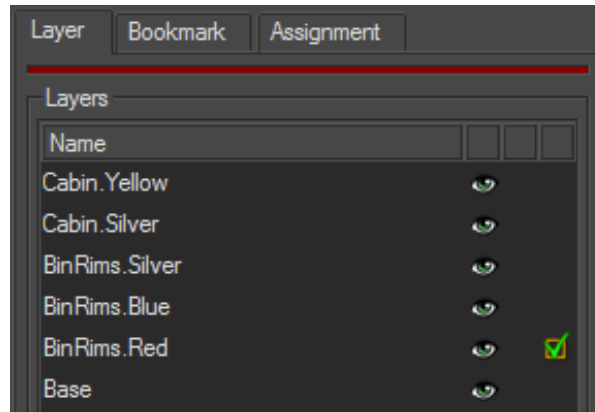 Layer Bookmark Assignment
Layers
Name
Cabin.Yellow
Cabin.Silver
BinRims.Silver
BinRims.Blue
BinRims.Red
Base